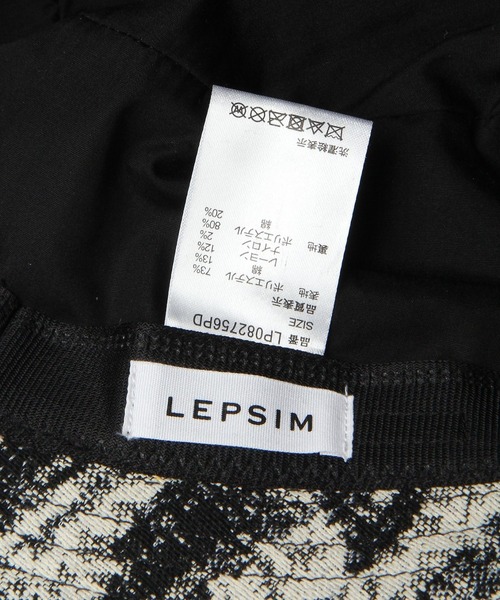 品番 LP082756PD
SIZE
品質表示
表地 ポリエステル 73%
綿 13%
レーヨン 12%
ナイロン 2%
裏地 ポリエステル 80%
綿 20%
洗濯絵表示
LEPSIM